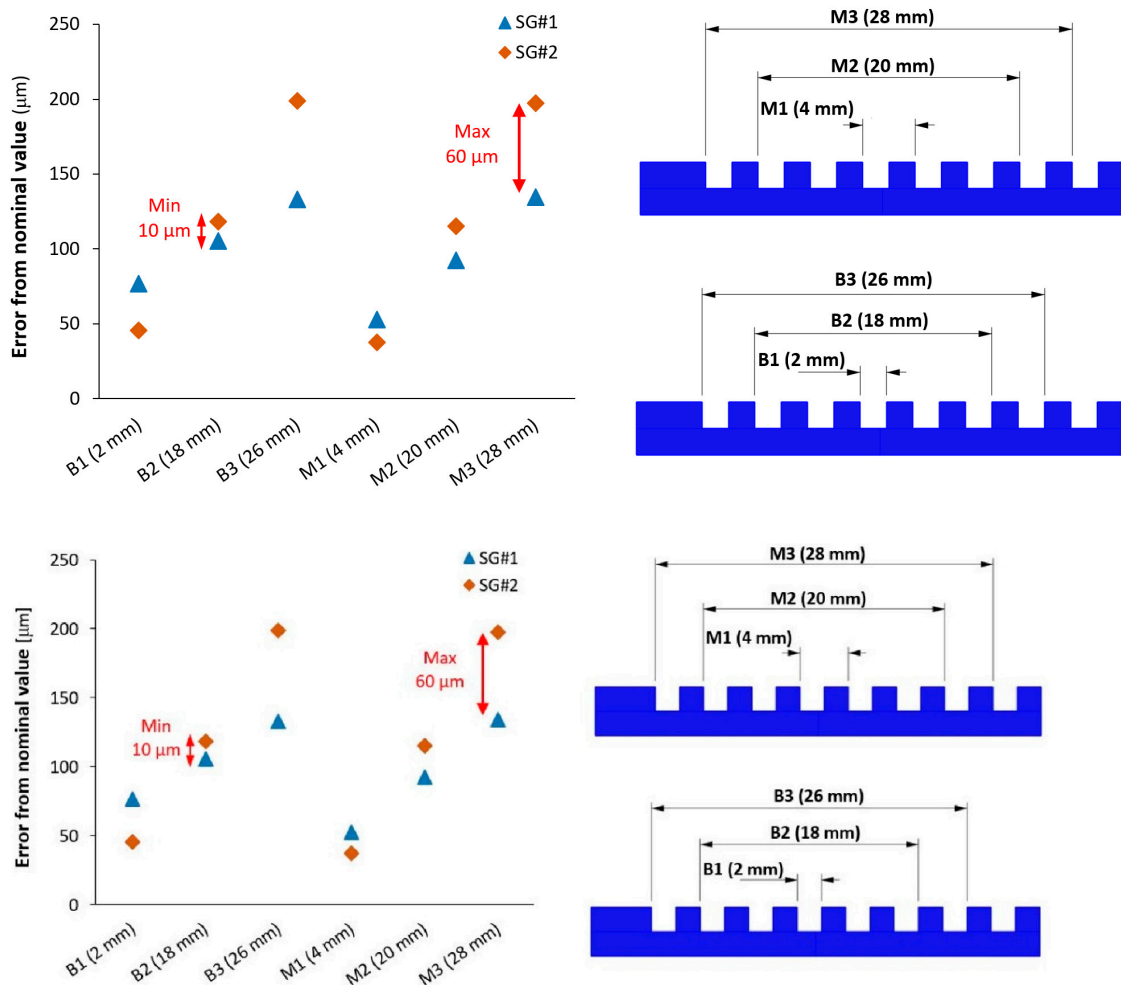 250
200
150
100
50
0
Error from nominal value (µm)
SG#1
SG#2
Min
10 µm
Max
60 µm
B1 (2 mm)
B2 (18 mm)
B3 (26 mm)
M1 (4 mm)
M2 (20 mm)
M3 (28 mm)
M3 (28 mm)
M2 (20 mm)
M1 (4 mm)
B3 (26 mm)
B2 (18 mm)
B1 (2 mm)
250
200
150
100
50
0
Error from nominal value [µm]
SG#1
SG#2
Min
10 µm
Max
60 µm
B1 (2 mm)
B2 (18 mm)
B3 (26 mm)
M1 (4 mm)
M2 (20 mm)
M3 (28 mm)
M3 (28 mm)
M2 (20 mm)
M1 (4 mm)
B3 (26 mm)
B2 (18 mm)
B1 (2 mm)